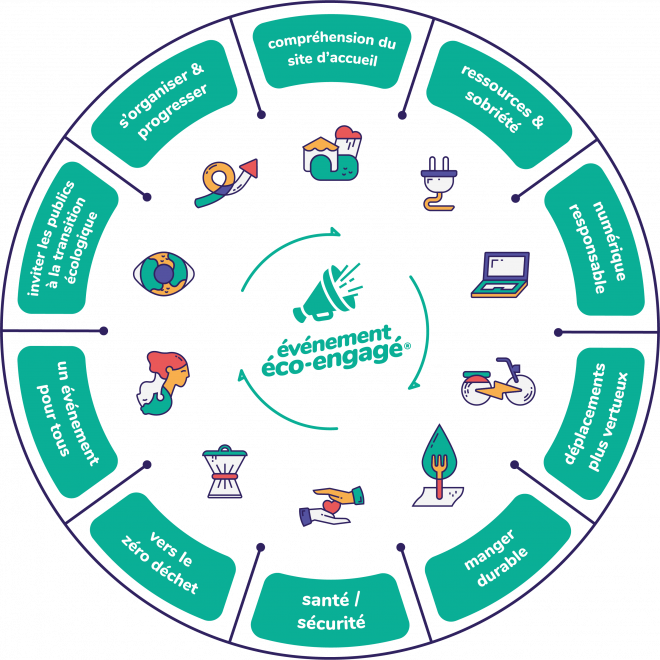 compréhension du
site d'accueil
ressources &
sobriété
numérique
responsable
déplacements
plus vertueux
manger
durable
santé /
sécurité
vers le
zéro déchet
un événement
pour tous
inviter les publics
à la transition
écologique
s'organiser &
progresser
événement
éco-engagé®